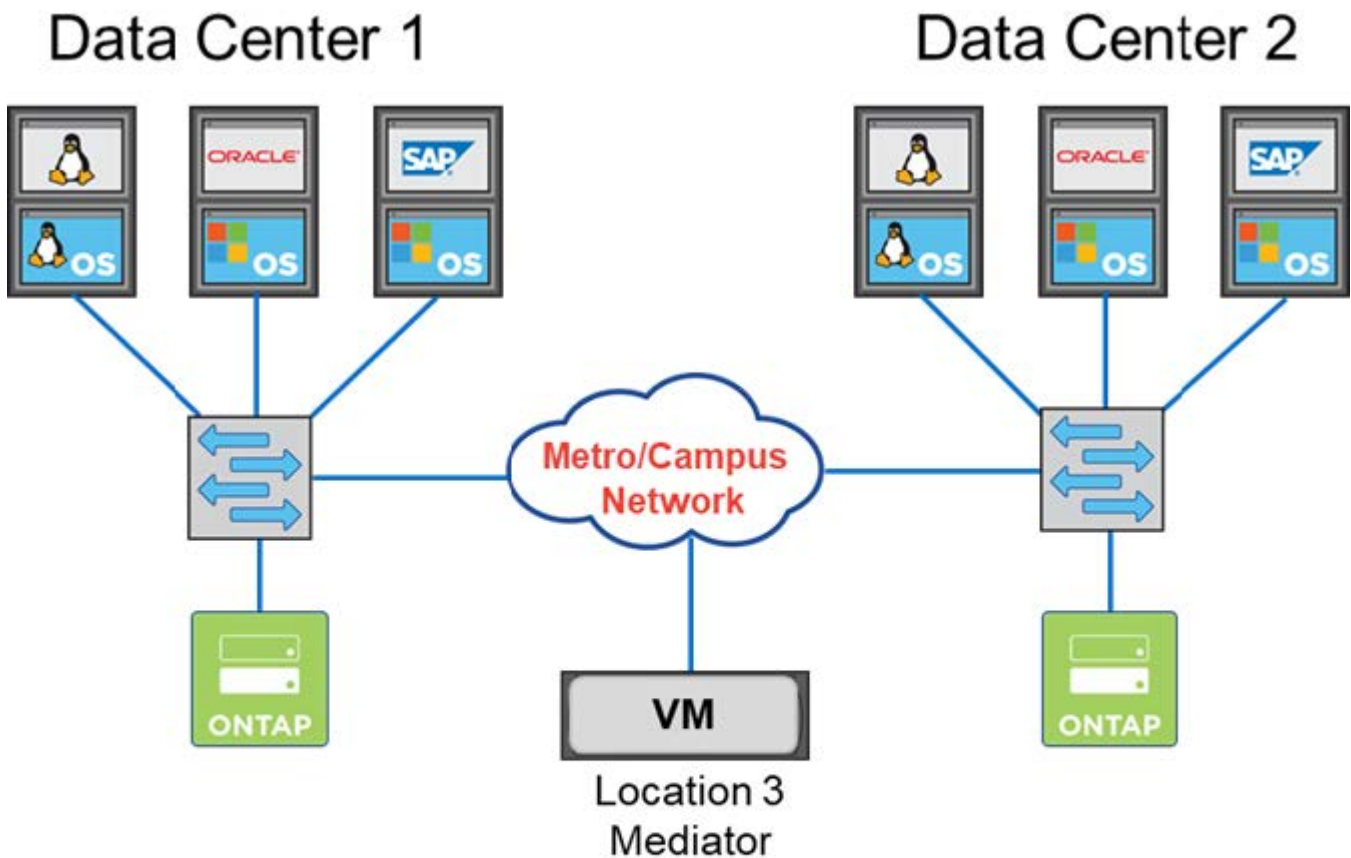 Data Center 1
Data Center 2
ORACLE
SAP
OS
OS
OS
ORACLE
SAP
OS
OS
OS
Metro/Campus
Network
ONTAP
ONTAP
VM
Location 3
Mediator